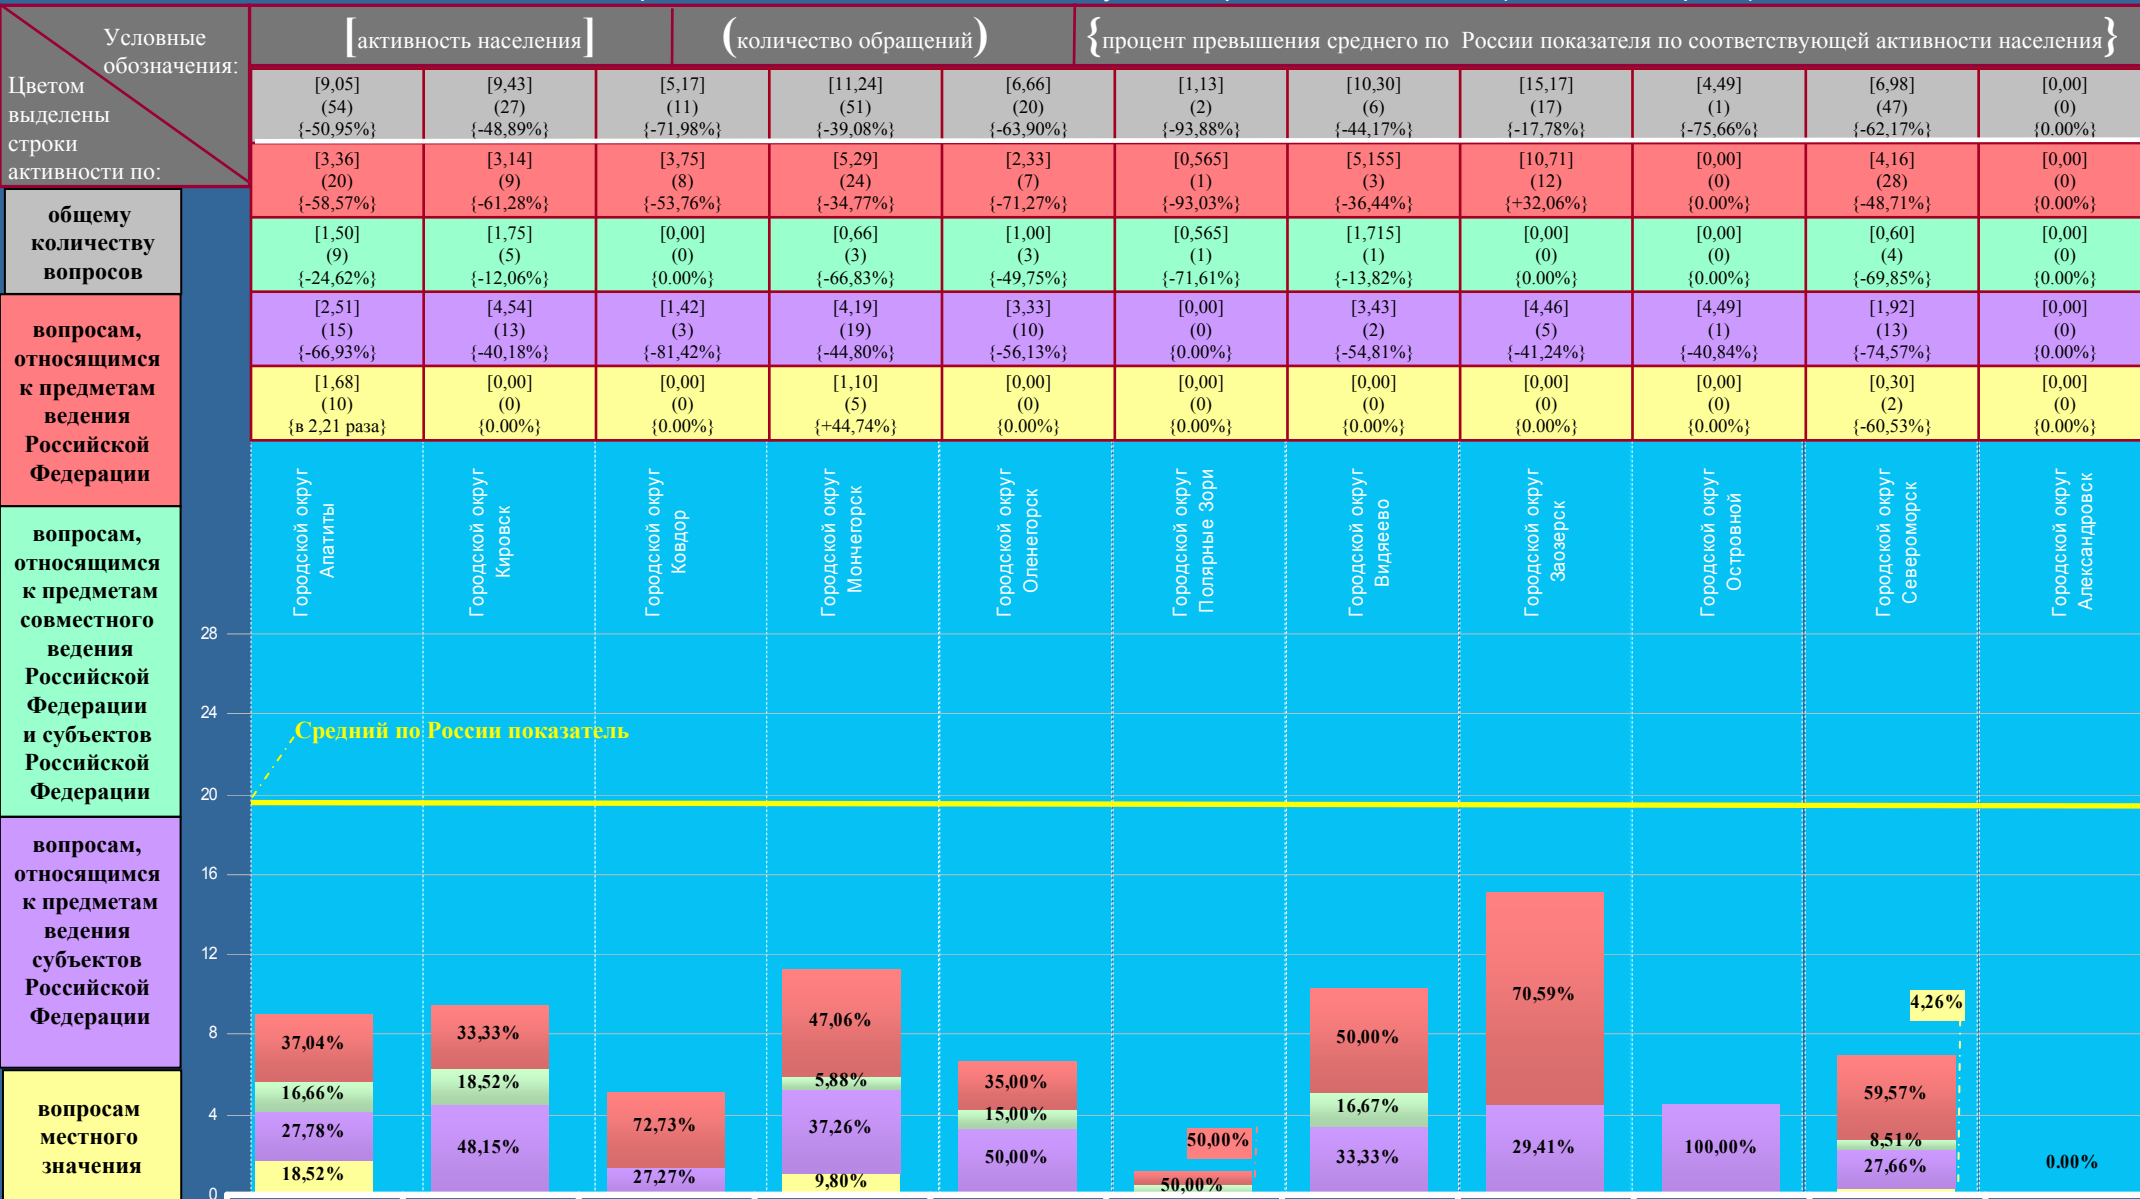 Условные
обозначения:
Цветом
выделены
строки
активности по:
[активность населения]
(количество обращений)
{процент превышения среднего по России показателя по соответствующей активности населения}
[9,05] [9,43] [5,17] [11,24] [6,66] [1,13] [10,30] [15,17] [4,49] [6,98] [0,00]
(54) (27) (11) (51) (20) (2) (6) (17) (1) (47) (0)
{-50,95%} {-48,89%} {-71,98%} {-39,08%} {-63,90%} {-93,88%} {-44,17%} {-17,78%} {-75,66%} {-62,17%} {0.00%}
[3,36] [3,14] [3,75] [5,29] [2,33] [0,565] [5,155] [10,71] [0,00] [4,16] [0,00]
(20) (9) (8) (24) (7) (1) (3) (12) (0) (28) (0)
{-58,57%} {-61,28%} {-53,76%} {-34,77%} {-71,27%} {-93,03%} {-36,44%} {+32,06%} {0.00%} {-48,71%} {0.00%}
[1,50] [1,75] [0,00] [0,66] [1,00] [0,565] [1,715] [0,00] [0,00] [0,60] [0,00]
(9) (5) (0) (3) (3) (1) (1) (0) (0) (4) (0)
{-24,62%} {-12,06%} {0.00%} {-66,83%} {-49,75%} {-71,61%} {-13,82%} {0.00%} {0.00%} {-69,85%} {0.00%}
[2,51] [4,54] [1,42] [4,19] [3,33] [0,00] [3,43] [4,46] [4,49] [1,92] [0,00]
(15) (13) (3) (19) (10) (0) (2) (5) (1) (13) (0)
{-66,93%} {-40,18%} {-81,42%} {-44,80%} {-56,13%} {0.00%} {-54,81%} {-41,24%} {-40,84%} {-74,57%} {0.00%}
[1,68] [0,00] [0,00] [1,10] [0,00] [0,00] [0,00] [0,00] [0,00] [0,30] [0,00]
(10) (0) (0) (5) (0) (0) (0) (0) (0) (2) (0)
{в 2,21 раза} {0.00%} {0.00%} {+44,74%} {0.00%} {0.00%} {0.00%} {0.00%} {0.00%} {-60,53%} {0.00%}
общему
количеству
вопросов
вопросам,
относящимся
к предметам
ведения
Российской
Федерации
вопросам,
относящимся
к предметам
совместного
ведения
Российской
Федерации
и субъектов
Российской
Федерации
вопросам,
относящимся
к предметам
ведения
субъектов
Российской
Федерации
вопросам
местного
значения
Городской округ
Апатиты
Городской округ
Кировск
Городской округ
Ковдор
Городской округ
Мончегорск
Городской округ
Оленегорск
Городской округ
Полярные Зори
Городской округ
Видяеево
Городской округ
Заозерск
Городской округ
Островной
Городской округ
Североморск
Городской округ
Александровск
28
24
20
16
12
8
4
0
Средний по России показатель
37,04%
16,66%
27,78%
18,52%
33,33%
18,52%
48,15%
72,73%
27,27%
47,06%
5,88%
37,26%
9,80%
35,00%
15,00%
50,00%
50,00%
50,00%
50,00%
16,67%
33,33%
70,59%
29,41%
100,00%
4,26%
59,57%
8,51%
27,66%
0.00%